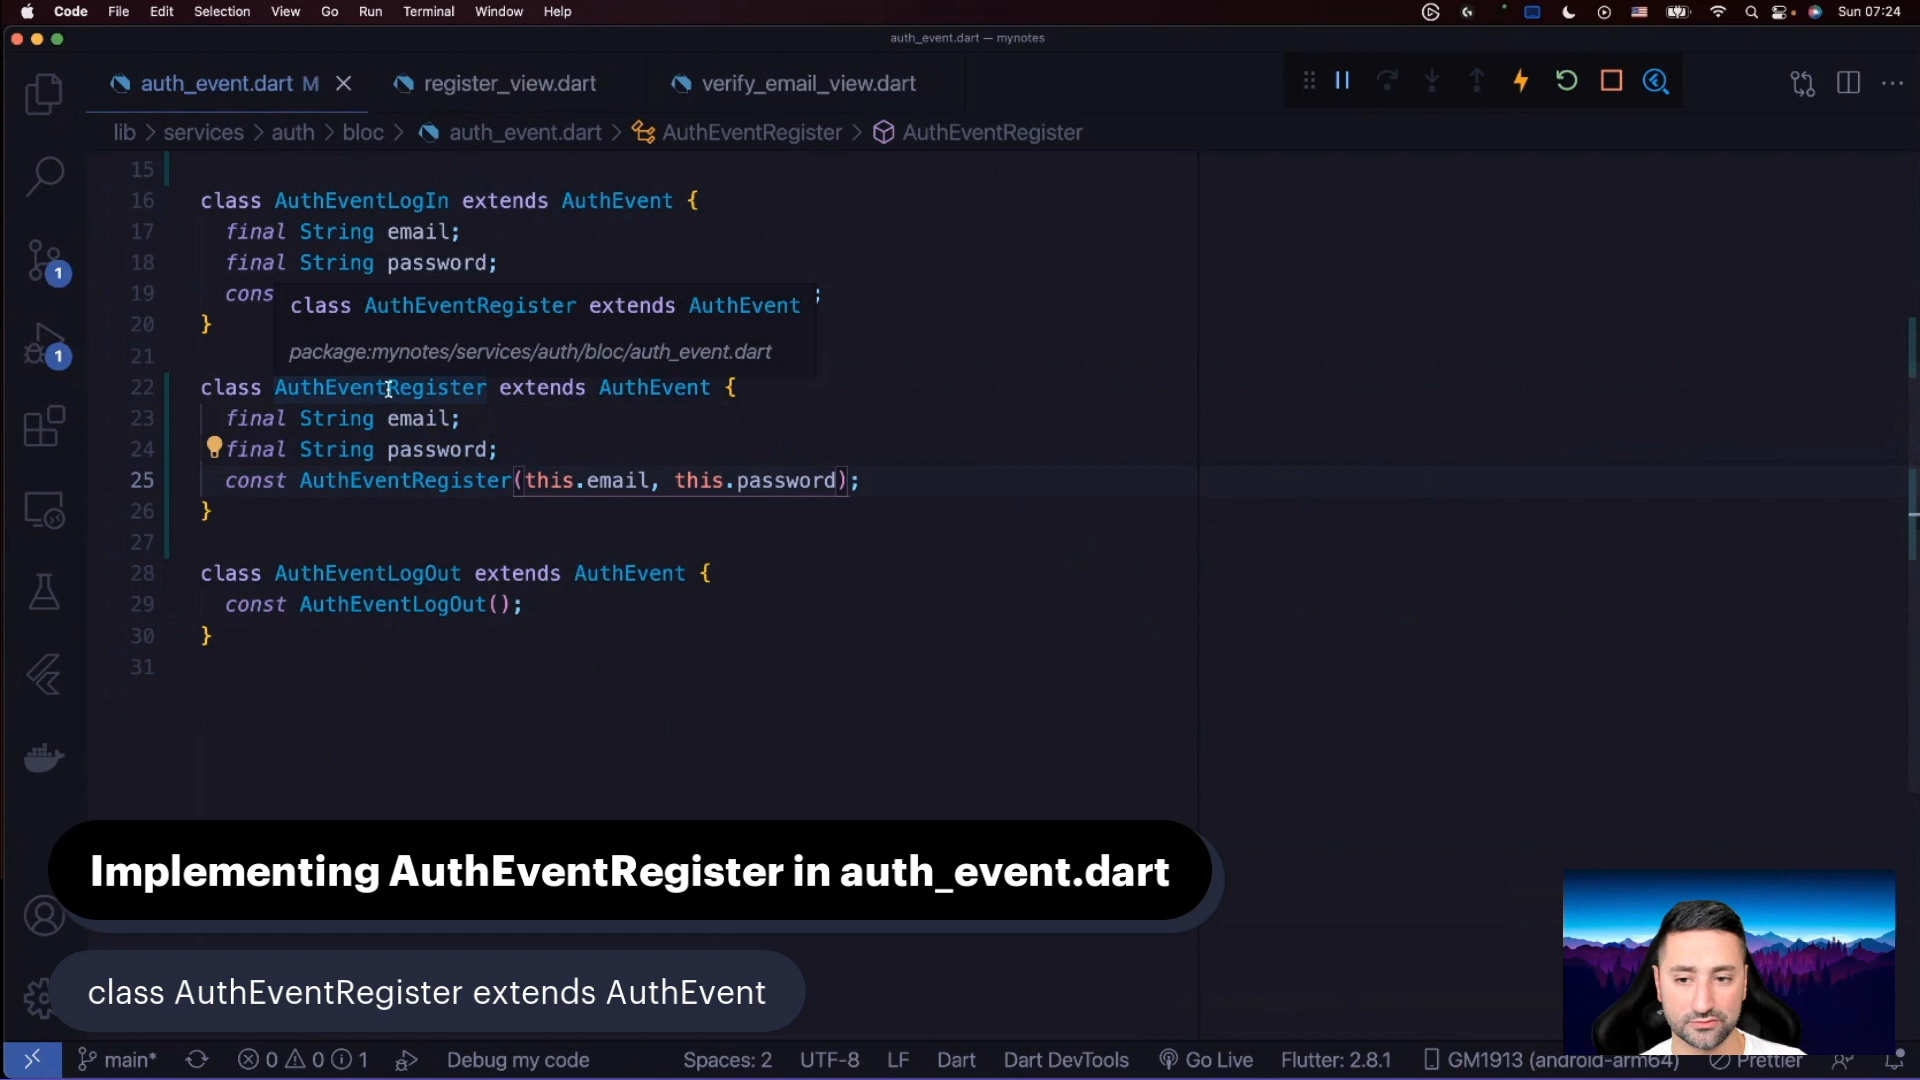 Code File Edit Selection View Go Run Terminal Window Help Sun 07:24
auth_event.dart — mynotes
auth_event.dart M register_view.dart verify_email_view.dart
lib > services > auth > bloc > auth_event.dart > AuthEventRegister > AuthEventRegister
15
16 class AuthEventLogIn extends AuthEvent {
17 final String email;
18 final String password;
19 cons ;
class AuthEventRegister extends AuthEvent
20 }
21
package:mynotes/services/auth/bloc/auth_event.dart
22 class AuthEventRegister extends AuthEvent {
23 final String email;
24 final String password;
25 const AuthEventRegister(this.email, this.password);
26 }
27
28 class AuthEventLogOut extends AuthEvent {
29 const AuthEventLogOut();
30 }
31
1
1
Implementing AuthEventRegister in auth_event.dart
class AuthEventRegister extends AuthEvent
main* 0 0 1 Debug my code Spaces: 2 UTF-8 LF Dart Dart DevTools Go Live Flutter: 2.8.1 GM1913 (android-arm64) Prettier